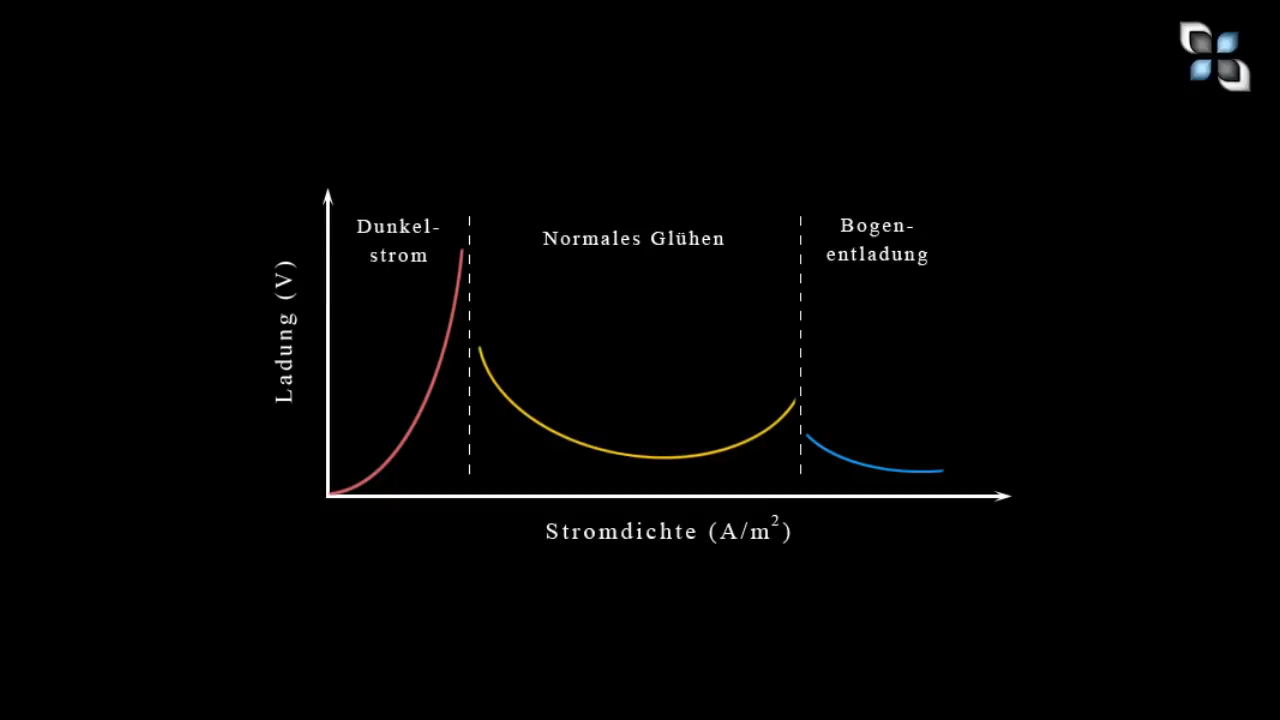 Dunkel-
strom
Normales Glühen
Bogen-
entladung
Ladung (V)
Stromdichte (A/m²)